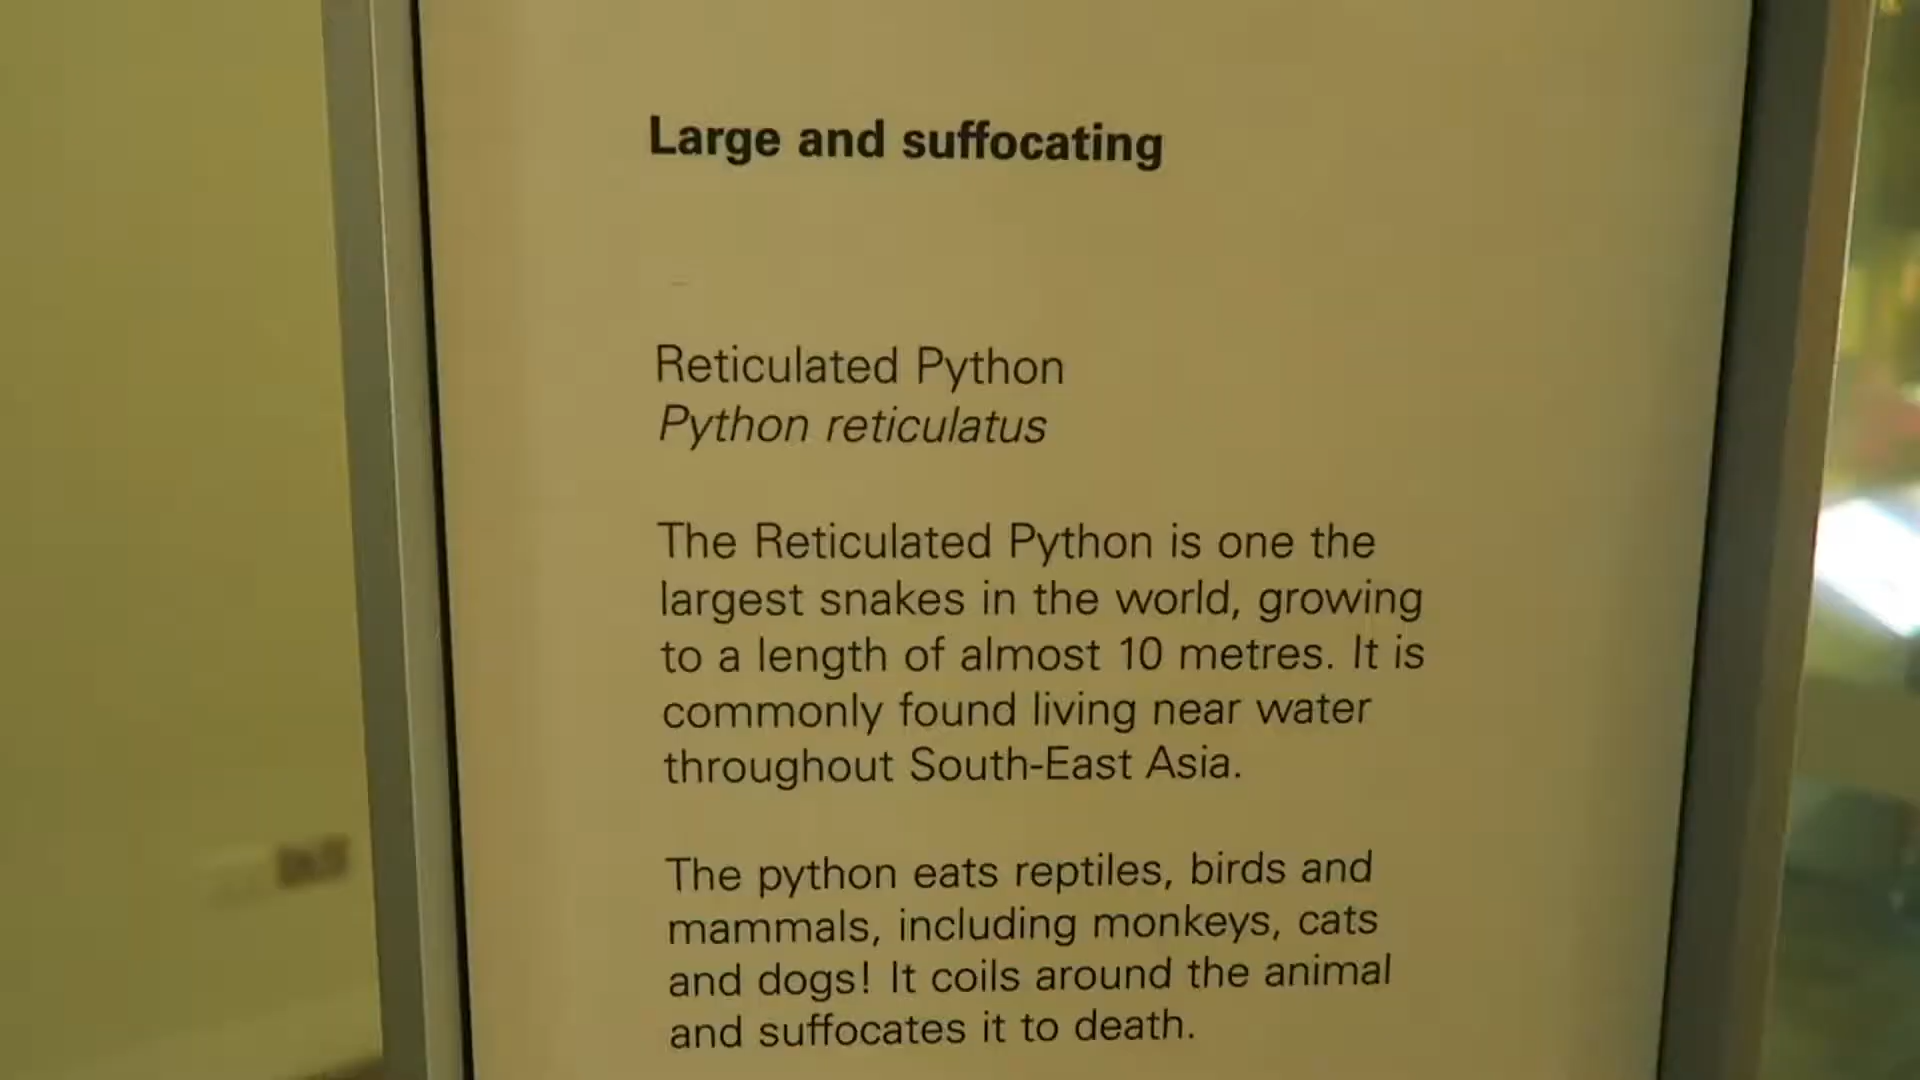 Large and suffocating
Reticulated Python
Python reticulatus
The Reticulated Python is one the
largest snakes in the world, growing
to a length of almost 10 metres. It is
commonly found living near water
throughout South-East Asia.
The python eats reptiles, birds and
mammals, including monkeys, cats
and dogs! It coils around the animal
and suffocates it to death.